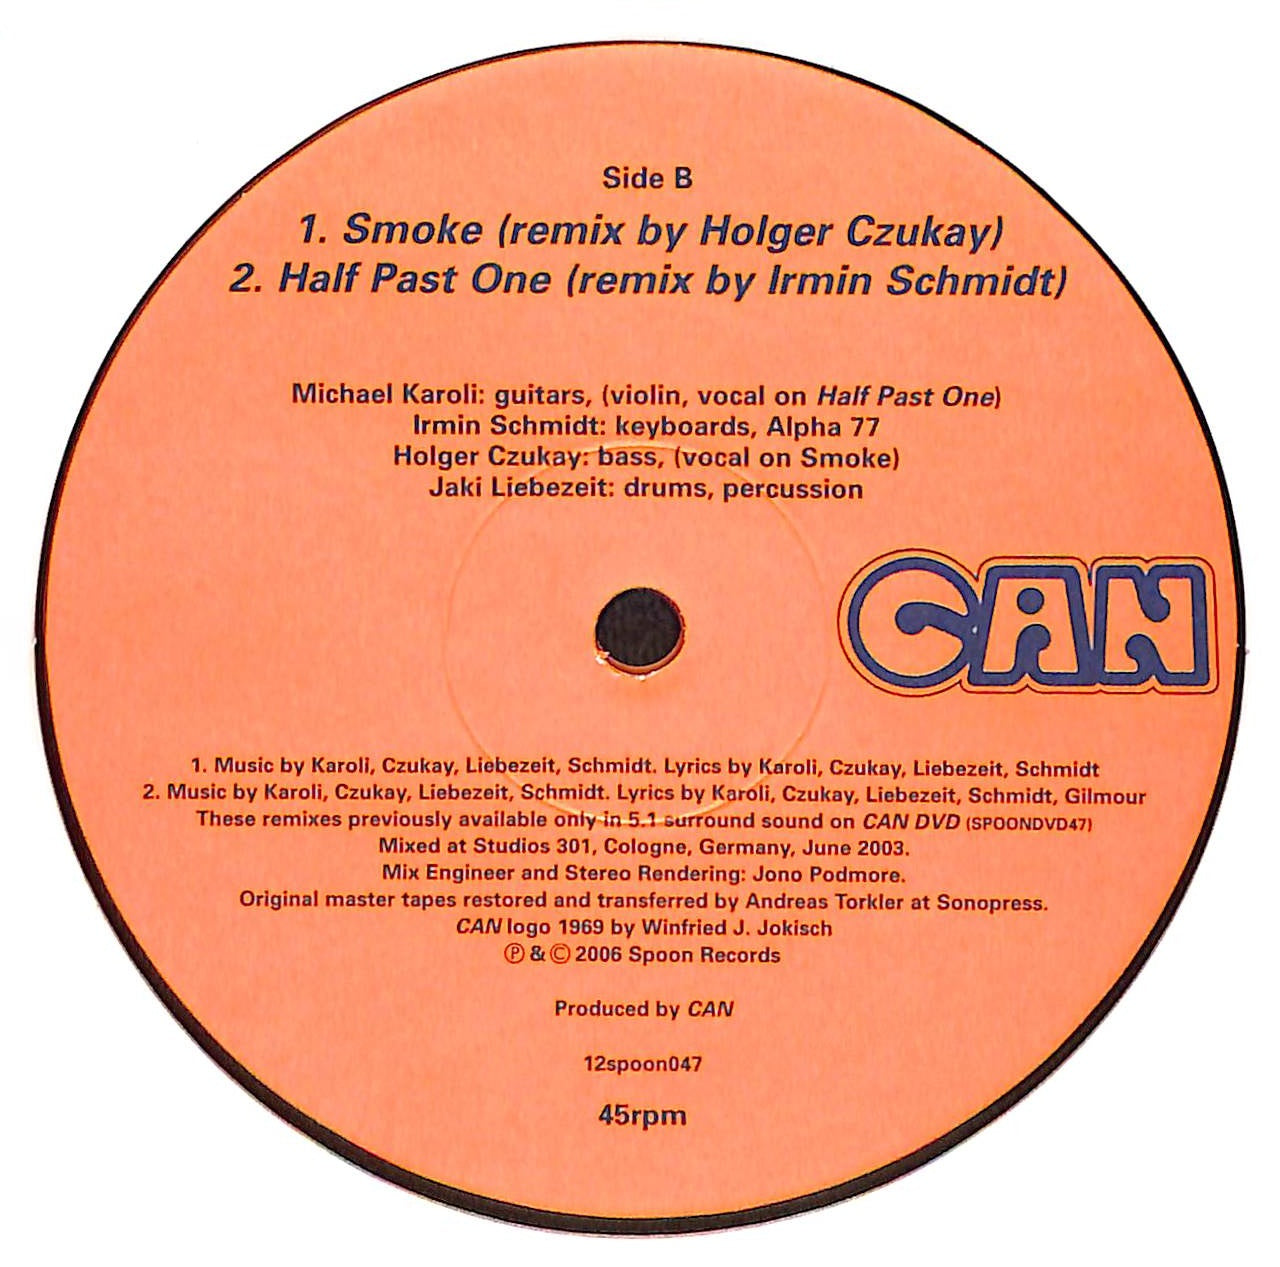 Side B
1. Smoke (remix by Holger Czukay)
2. Half Past One (remix by Irmin Schmidt)
Michael Karoli: guitars, (violin, vocal on Half Past One)
Irmin Schmidt: keyboards, Alpha 77
Holger Czukay: bass, (vocal on Smoke)
Jaki Liebezeit: drums, percussion
CAN
1. Music by Karoli, Czukay, Liebezeit, Schmidt. Lyrics by Karoli, Czukay, Liebezeit, Schmidt
2. Music by Karoli, Czukay, Liebezeit, Schmidt. Lyrics by Karoli, Czukay, Liebezeit, Schmidt, Gilmour
These remixes previously available only in 5.1 surround sound on CAN DVD (SPOONDVD47)
Mixed at Studios 301, Cologne, Germany, June 2003.
Mix Engineer and Stereo Rendering: Jono Podmore.
Original master tapes restored and transferred by Andreas Torkler at Sonopress.
CAN logo 1969 by Winfried J. Jokisch
℗ & © 2006 Spoon Records
Produced by CAN
12spoon047
45rpm